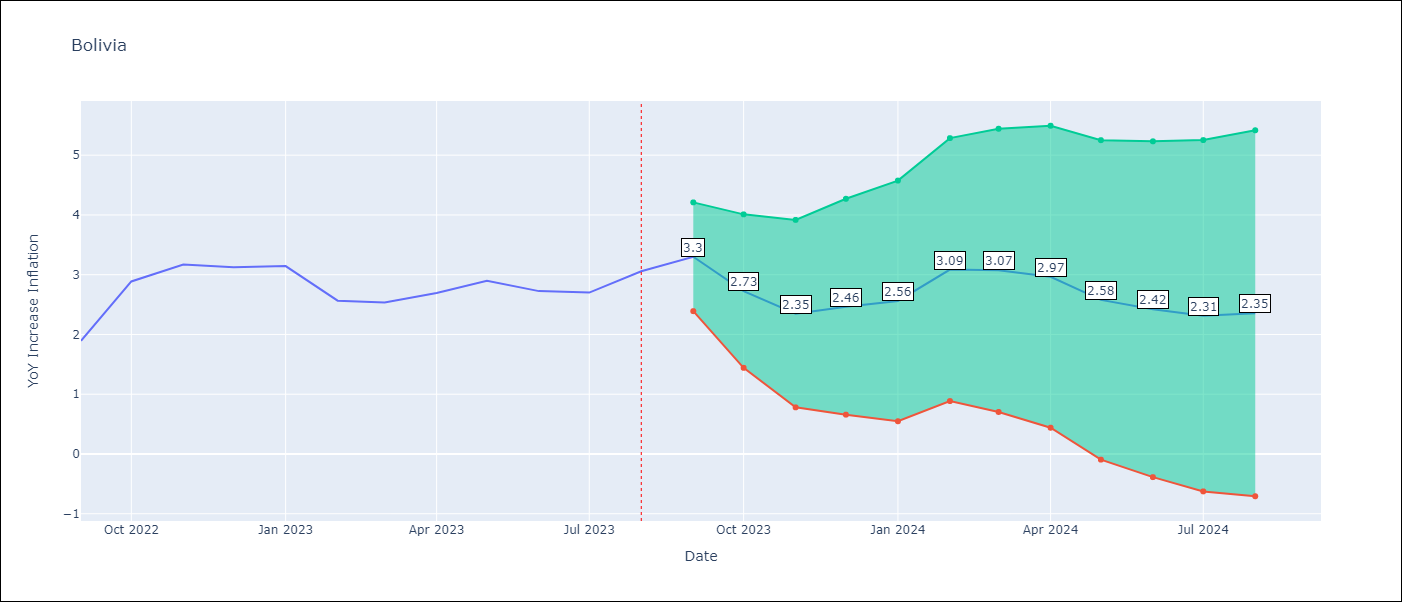 Bolivia
YoY Increase Inflation
5
4
3
2
1
0
−1
3.3
2.73
2.35
2.46
2.56
3.09
3.07
2.97
2.58
2.42
2.31
2.35
Oct 2022
Jan 2023
Apr 2023
Jul 2023
Oct 2023
Jan 2024
Apr 2024
Jul 2024
Date